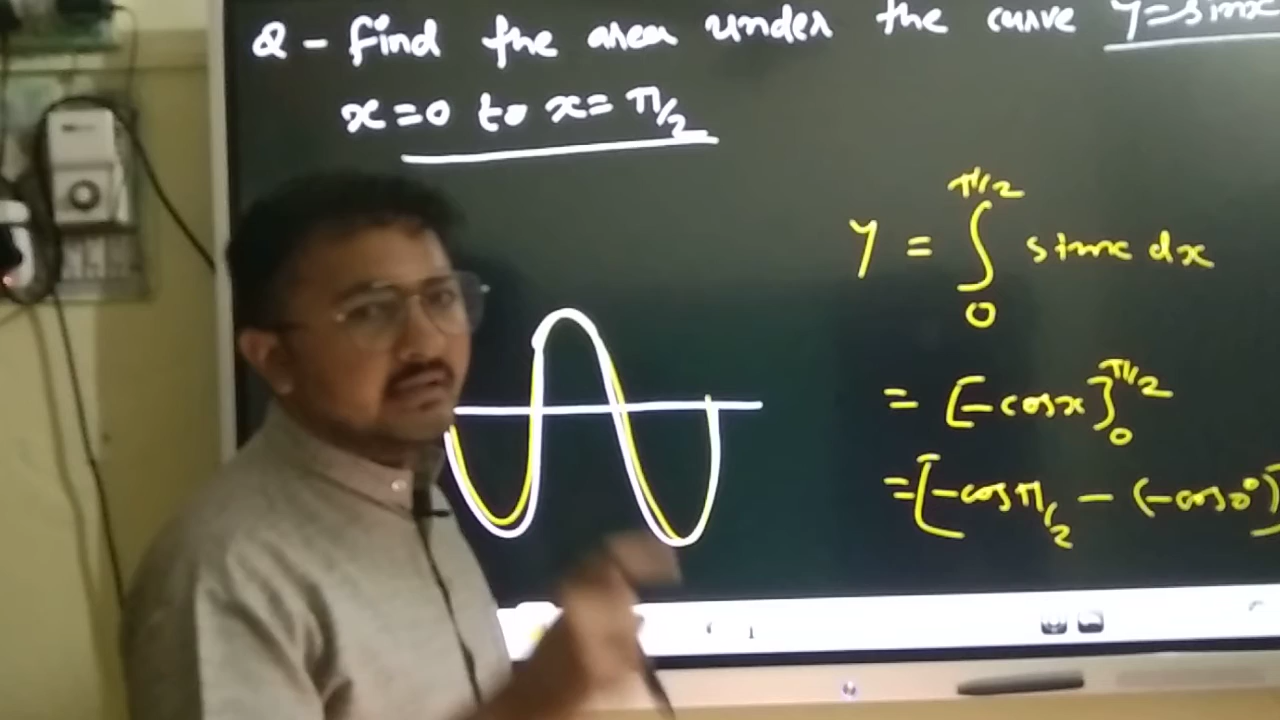 Q - Find the area under the curve y=sinx
x=0 to x= π/2
y = ∫₀^π/2 sinx dx
= [-cosx]₀^π/2
=[-cosπ/2 - (-cos0°)]